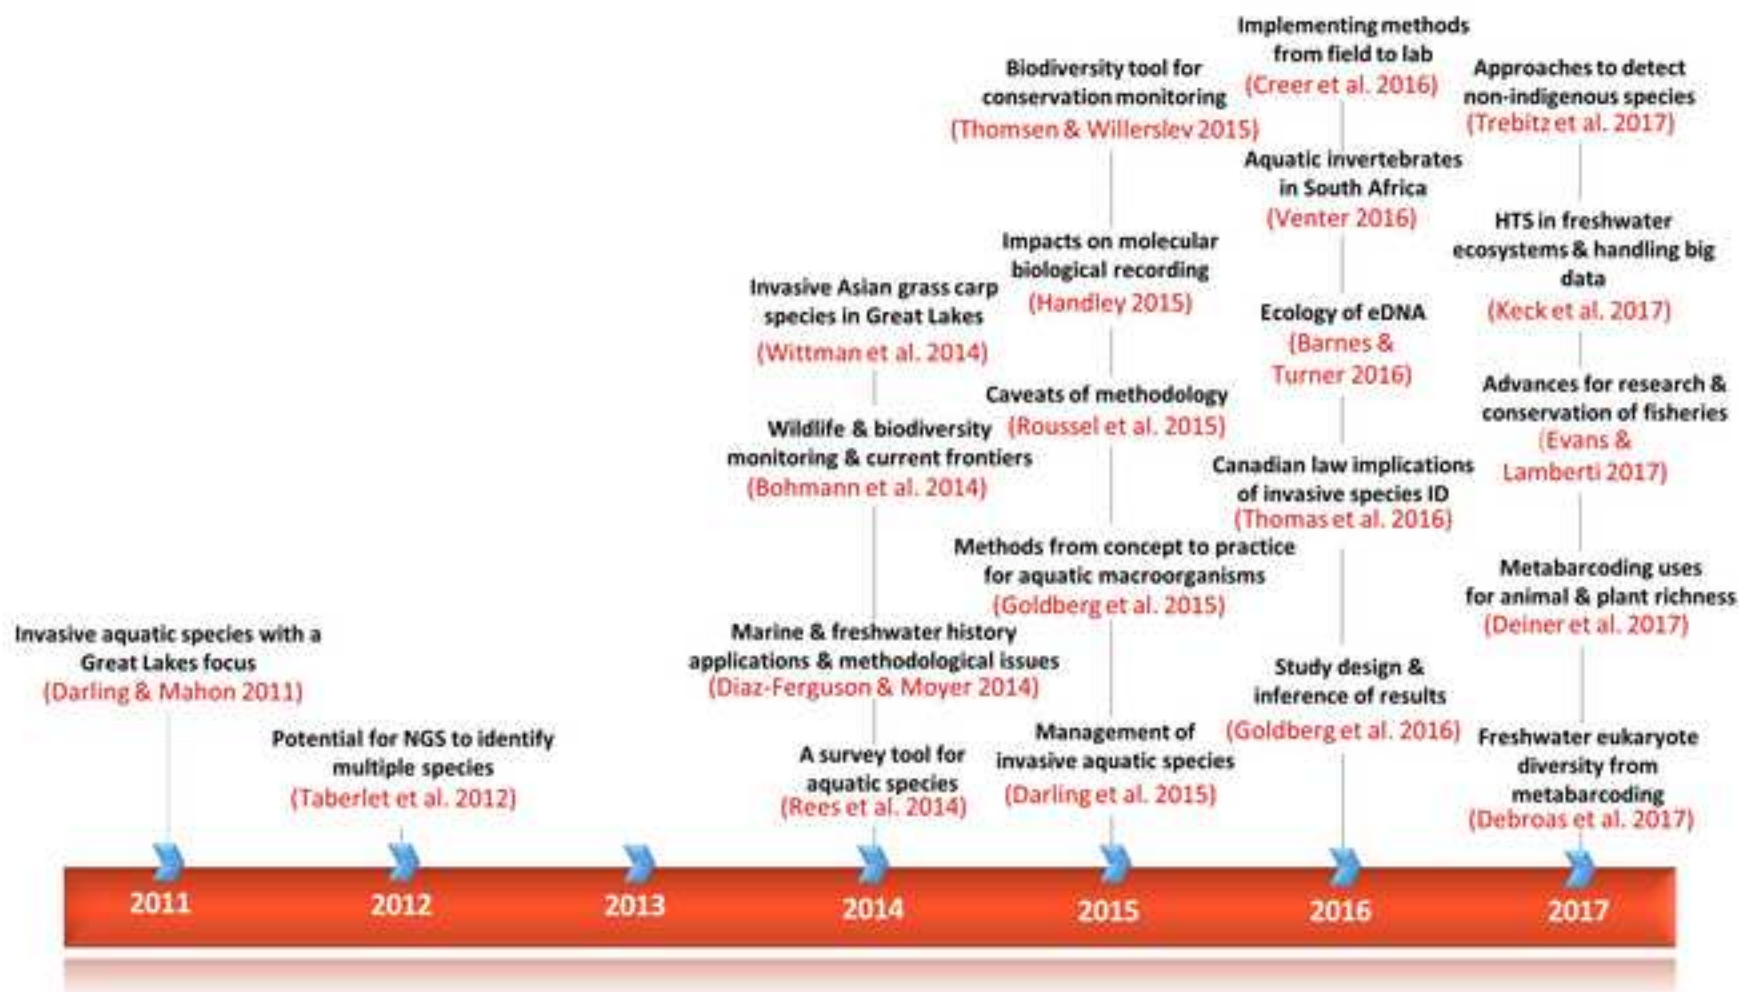 Invasive aquatic species with a
Great Lakes focus
(Darling & Mahon 2011)
Potential for NGS to identify
multiple species
(Taberlet et al. 2012)
Invasive Asian grass carp
species in Great Lakes
(Wittman et al. 2014)
Wildlife & biodiversity
monitoring & current frontiers
(Bohmann et al. 2014)
Marine & freshwater history
applications & methodological issues
(Diaz-Ferguson & Moyer 2014)
A survey tool for
aquatic species
(Rees et al. 2014)
Biodiversity tool for
conservation monitoring
(Thomsen & Willerslev 2015)
Impacts on molecular
biological recording
(Handley 2015)
Caveats of methodology
(Roussel et al. 2015)
Methods from concept to practice
for aquatic macroorganisms
(Goldberg et al. 2015)
Management of
invasive aquatic species
(Darling et al. 2015)
Implementing methods
from field to lab
(Creer et al. 2016)
Aquatic invertebrates
in South Africa
(Venter 2016)
Ecology of eDNA
(Barnes &
Turner 2016)
Canadian law implications
of invasive species ID
(Thomas et al. 2016)
Study design &
inference of results
(Goldberg et al. 2016)
Approaches to detect
non-indigenous species
(Trebitz et al. 2017)
HTS in freshwater
ecosystems & handling big
data
(Keck et al. 2017)
Advances for research &
conservation of fisheries
(Evans &
Lamberti 2017)
Metabarcoding uses
for animal & plant richness
(Deiner et al. 2017)
Freshwater eukaryote
diversity from
metabarcoding
(Debroas et al. 2017)
2011
2012
2013
2014
2015
2016
2017